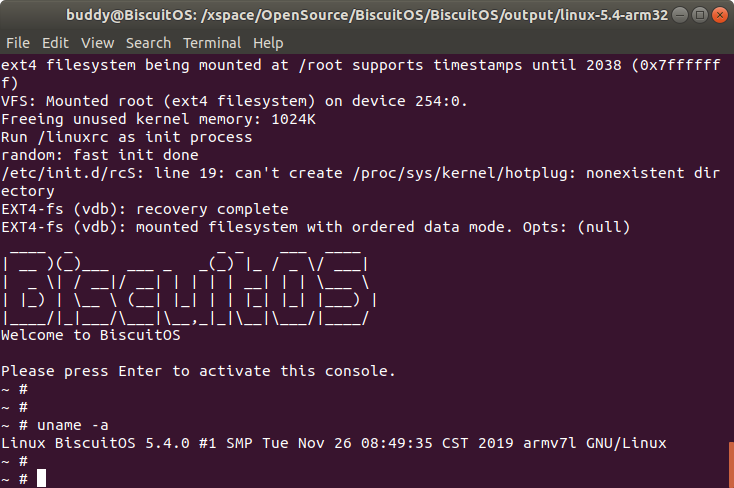 buddy@BiscuitOS: /xspace/OpenSource/BiscuitOS/BiscuitOS/output/linux-5.4-arm32
File Edit View Search Terminal Help
ext4 filesystem being mounted at /root supports timestamps until 2038 (0x7ffffff
f)
VFS: Mounted root (ext4 filesystem) on device 254:0.
Freeing unused kernel memory: 1024K
Run /linuxrc as init process
random: fast init done
/etc/init.d/rcS: line 19: can't create /proc/sys/kernel/hotplug: nonexistent dir
ectory
EXT4-fs (vdb): recovery complete
EXT4-fs (vdb): mounted filesystem with ordered data mode. Opts: (null)
BiscuitOS
Welcome to BiscuitOS
Please press Enter to activate this console.
~ #
~ #
~ # uname -a
Linux BiscuitOS 5.4.0 #1 SMP Tue Nov 26 08:49:35 CST 2019 armv7l GNU/Linux
~ #
~ #